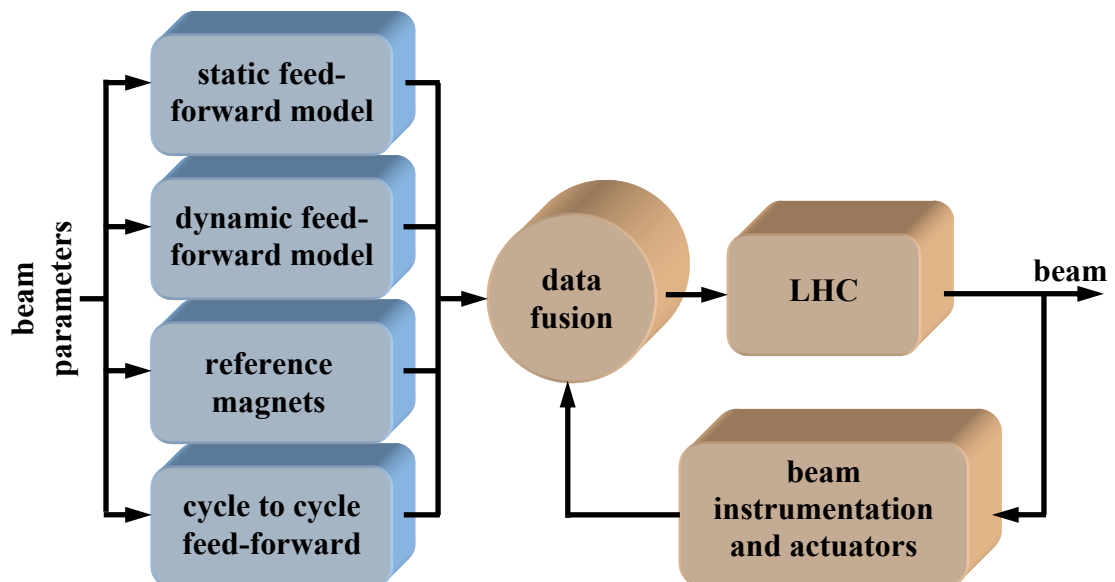 beam
parameters
static feed-
forward model
dynamic feed-
forward model
reference
magnets
cycle to cycle
feed-forward
data
fusion
LHC
beam
beam
instrumentation
and actuators